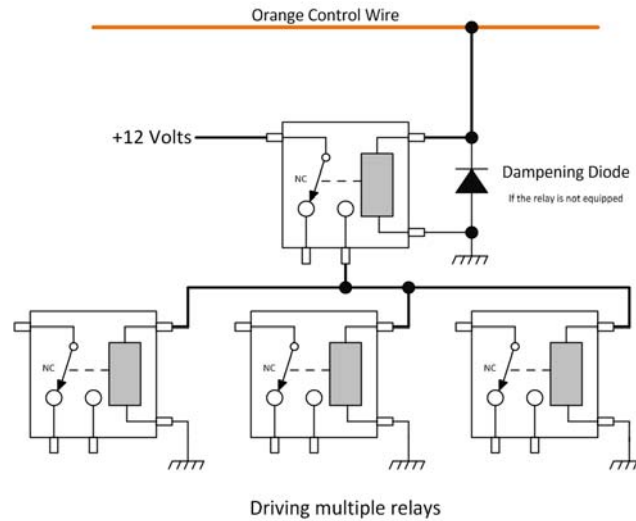 Orange Control Wire
+12 Volts
NC
Dampening Diode
If the relay is not equipped
NC
NC
NC
Driving multiple relays